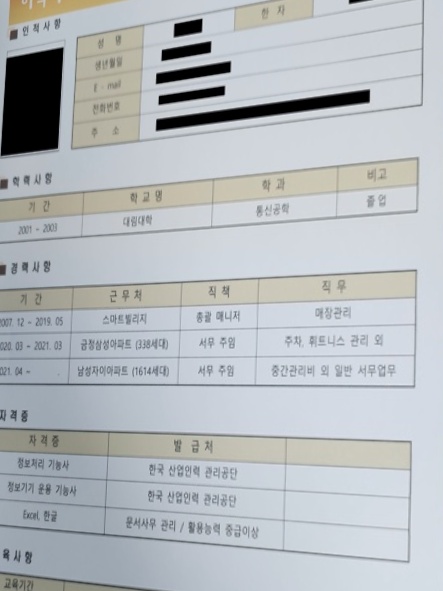 인적사항
성 명
한 자
생년월일
E - mail
전화번호
주 소
학력사항
기 간 학 교 명 학 과 비고
2001 ~ 2003 대림대학 통신공학 졸업
경력사항
기 간 근 무 처 직 책 직 무
2007. 12 ~ 2019. 05 스마트빌리지 총괄 매니저 매장관리
020. 03 ~ 2021. 03 금정삼성아파트 (338세대) 서무 주임 주차, 휘트니스 관리 외
021. 04 ~ . 남성자이아파트 (1614세대) 서무 주임 중간관리비 외 일반 서무업무
자격증
자 격 증 발 급 처
정보처리 기능사 한국 산업인력 관리공단
정보기기 운용 기능사 한국 산업인력 관리공단
Excel, 한글 문서사무 관리 / 활용능력 중급이상
육 사 항
교육기간